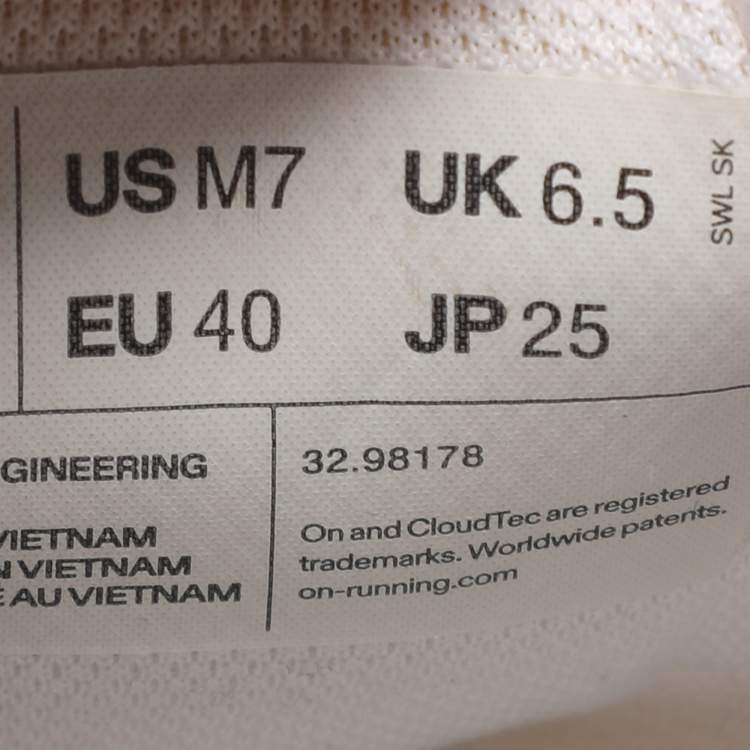 US M7 UK 6.5
SWL SK
EU 40 JP 25
GINEERING
VIETNAM
VIETNAM
AU VIETNAM
32.98178
On and CloudTec are registered
trademarks. Worldwide patents.
on-running.com